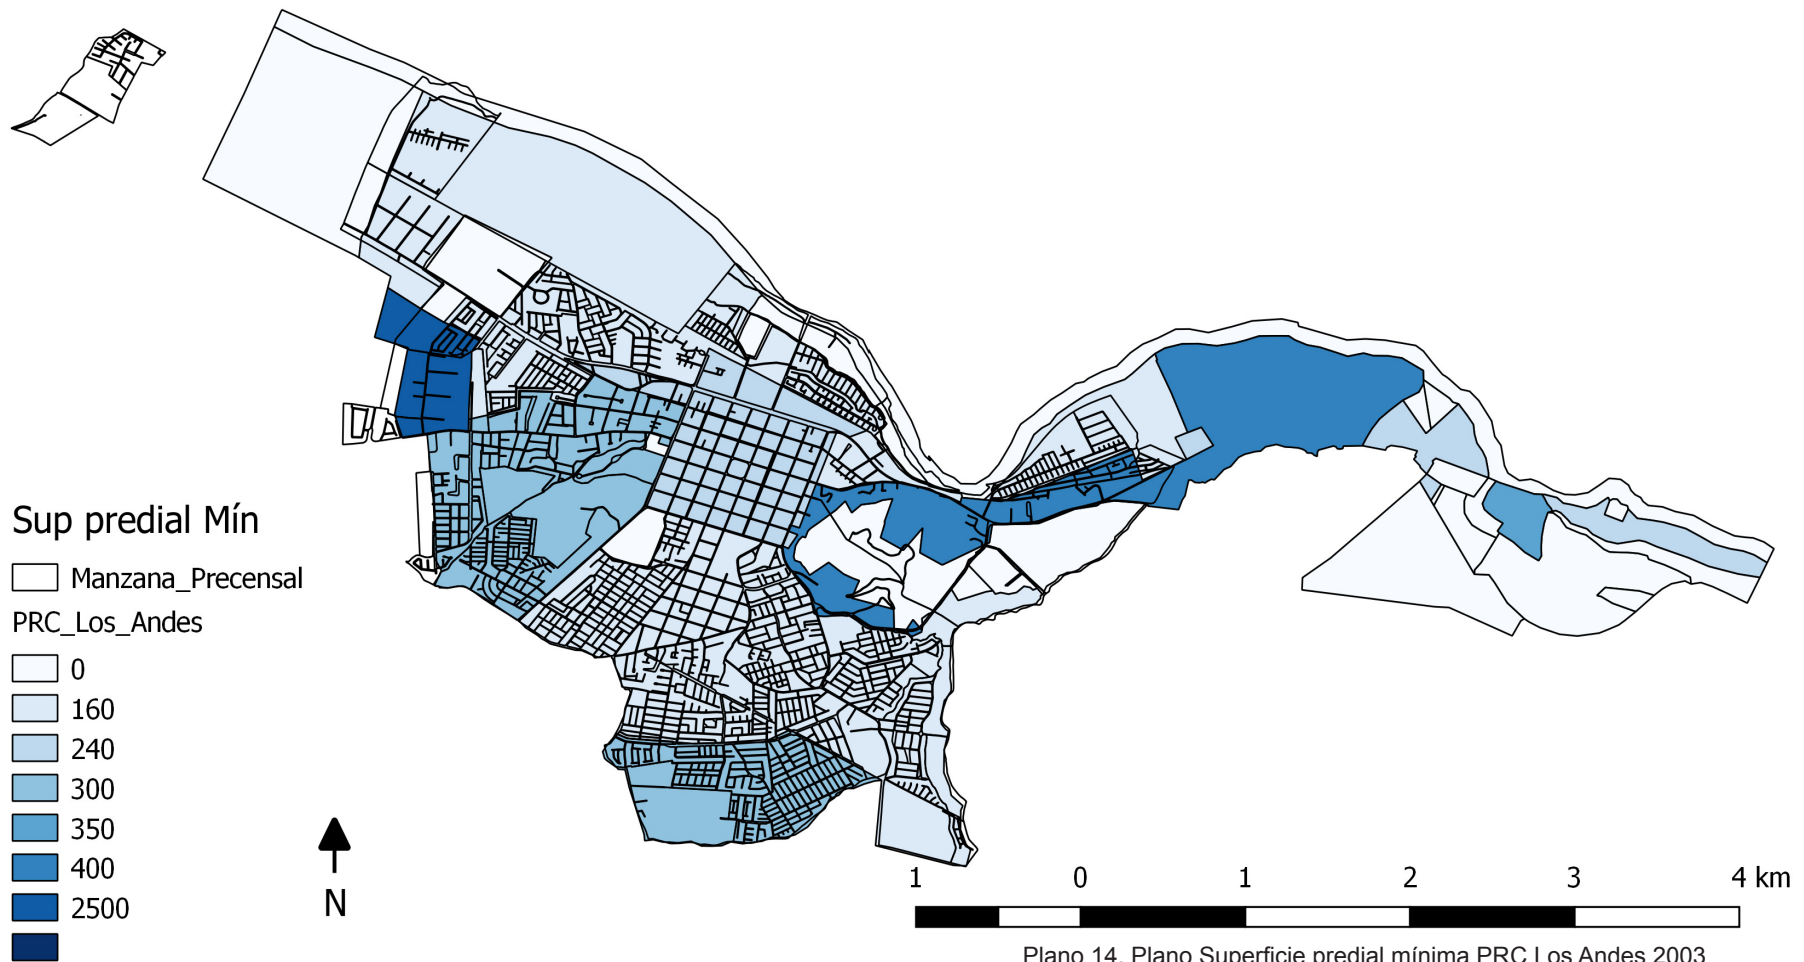 Sup predial Mín
Manzana_Precensal
PRC_Los_Andes
0
160
240
300
350
400
2500
N
1 0 1 2 3 4 km
Plano 14. Plano Superficie predial mínima PRC Los Andes 2003